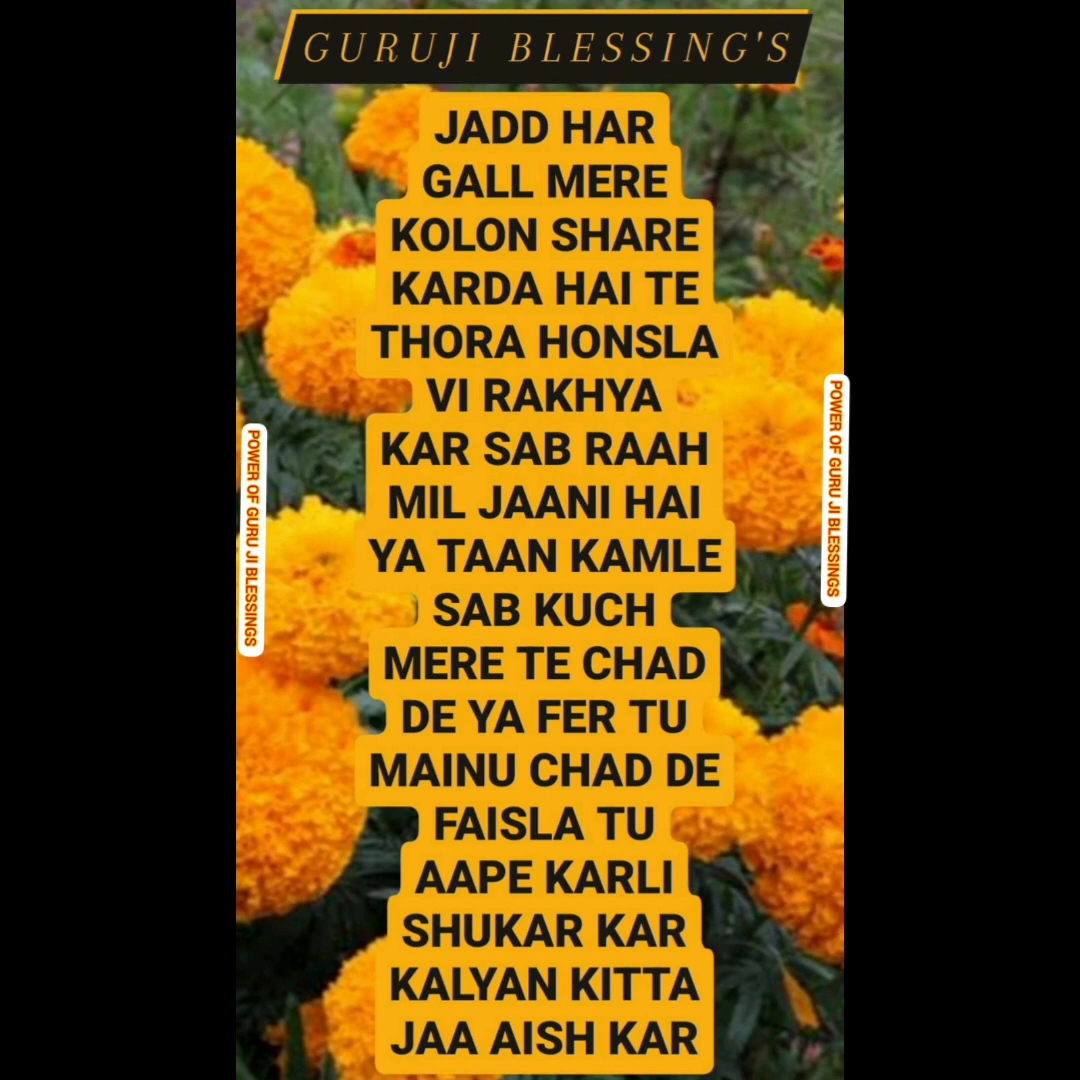 GURUJI BLESSING'S
JADD HAR
GALL MERE
KOLON SHARE
KARDA HAI TE
THORA HONSLA
VI RAKHYA
KAR SAB RAAH
MIL JAANI HAI
YA TAAN KAMLE
SAB KUCH
MERE TE CHAD
DE YA FER TU
MAINU CHAD DE
FAISLA TU
AAPE KARLI
SHUKAR KAR
KALYAN KITTA
JAA AISH KAR
POWER OF GURU JI BLESSINGS
POWER OF GURU JI BLESSINGS